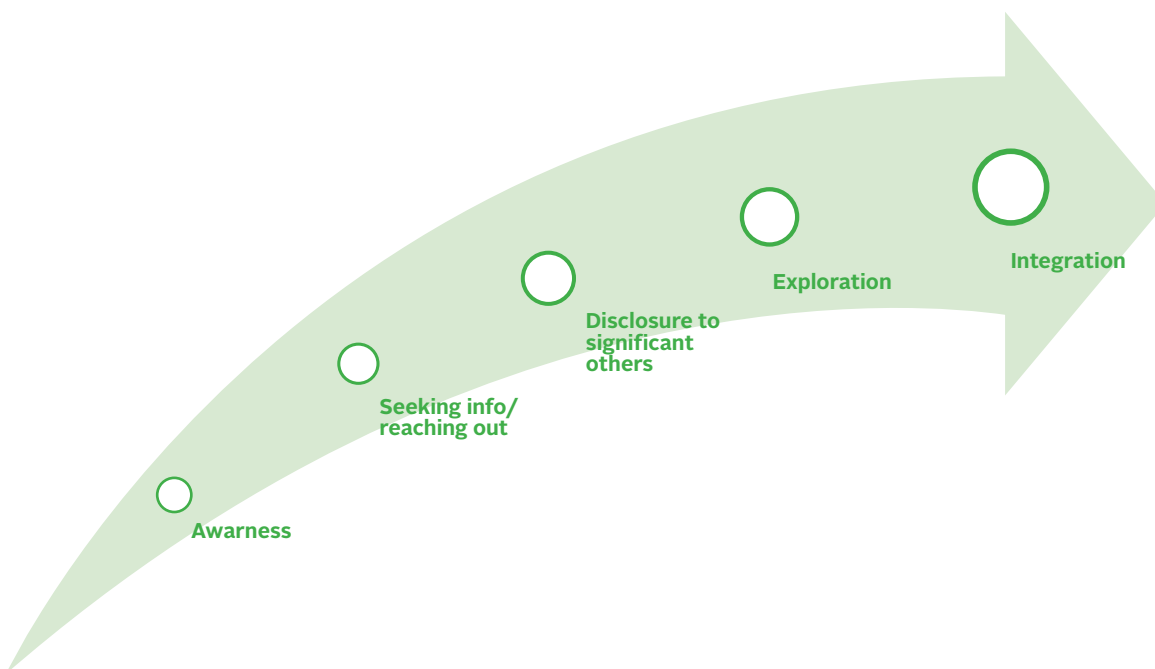 Awarness
Seeking info/
reaching out
Disclosure to
significant
others
Exploration
Integration